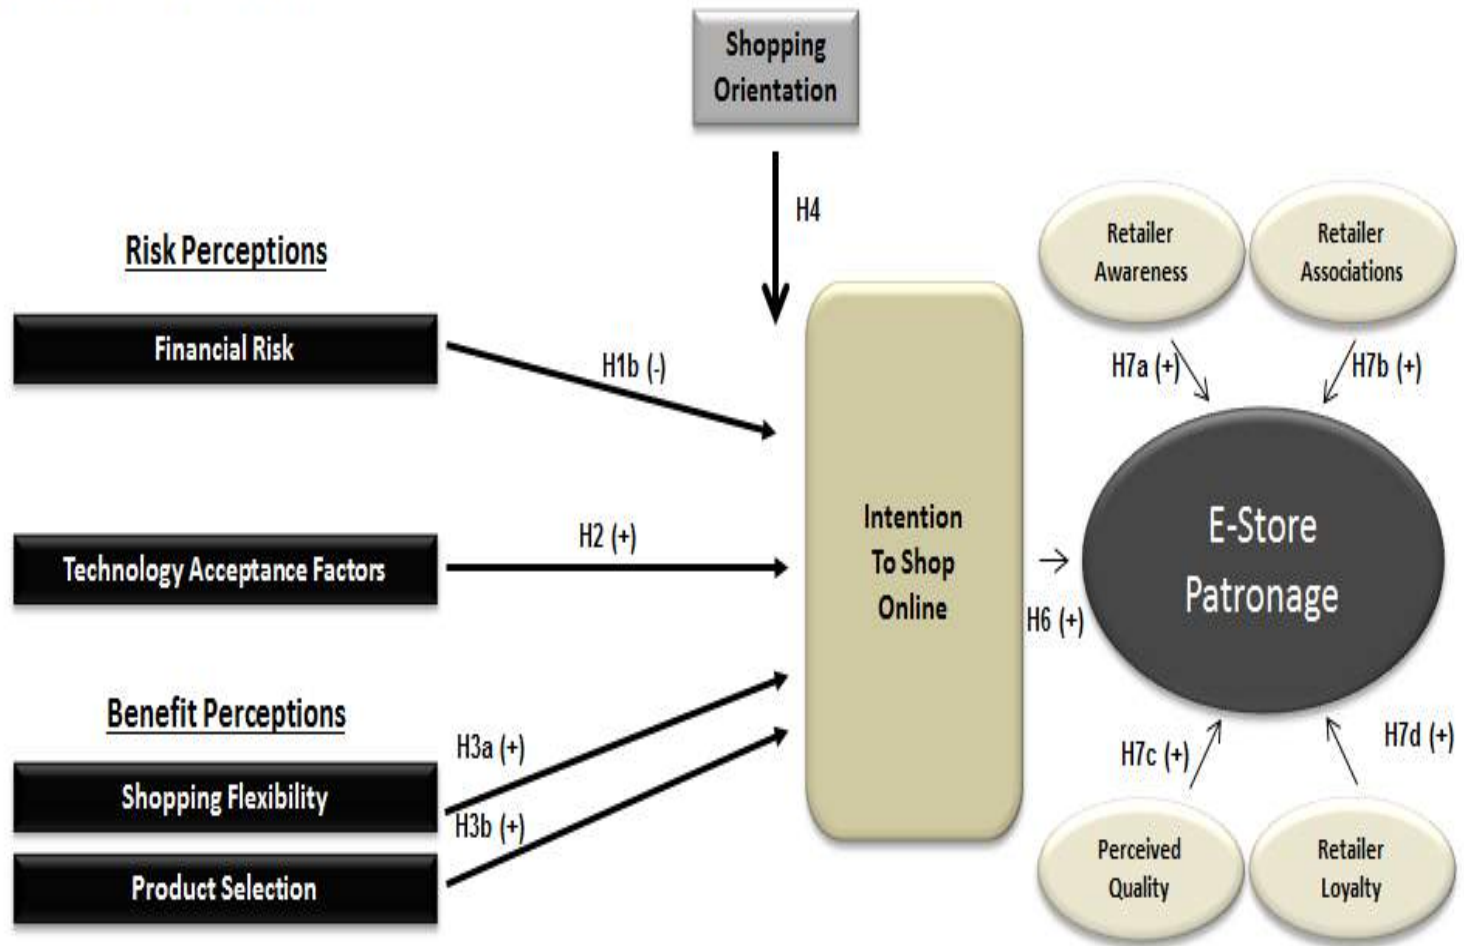 Shopping
Orientation
H4
Risk Perceptions
Financial Risk
H1b (-)
Technology Acceptance Factors
H2 (+)
Benefit Perceptions
Shopping Flexibility
H3a (+)
Product Selection
H3b (+)
Intention
To Shop
Online
H6 (+)
Retailer
Awareness
Retailer
Associations
H7a (+)
H7b (+)
E-Store
Patronage
H7c (+)
H7d (+)
Perceived
Quality
Retailer
Loyalty